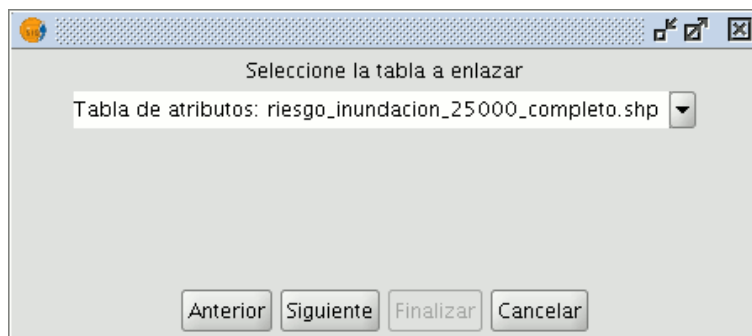 Seleccione la tabla a enlazar
Tabla de atributos: riesgo_inundacion_25000_completo.shp
Anterior Siguiente Finalizar Cancelar